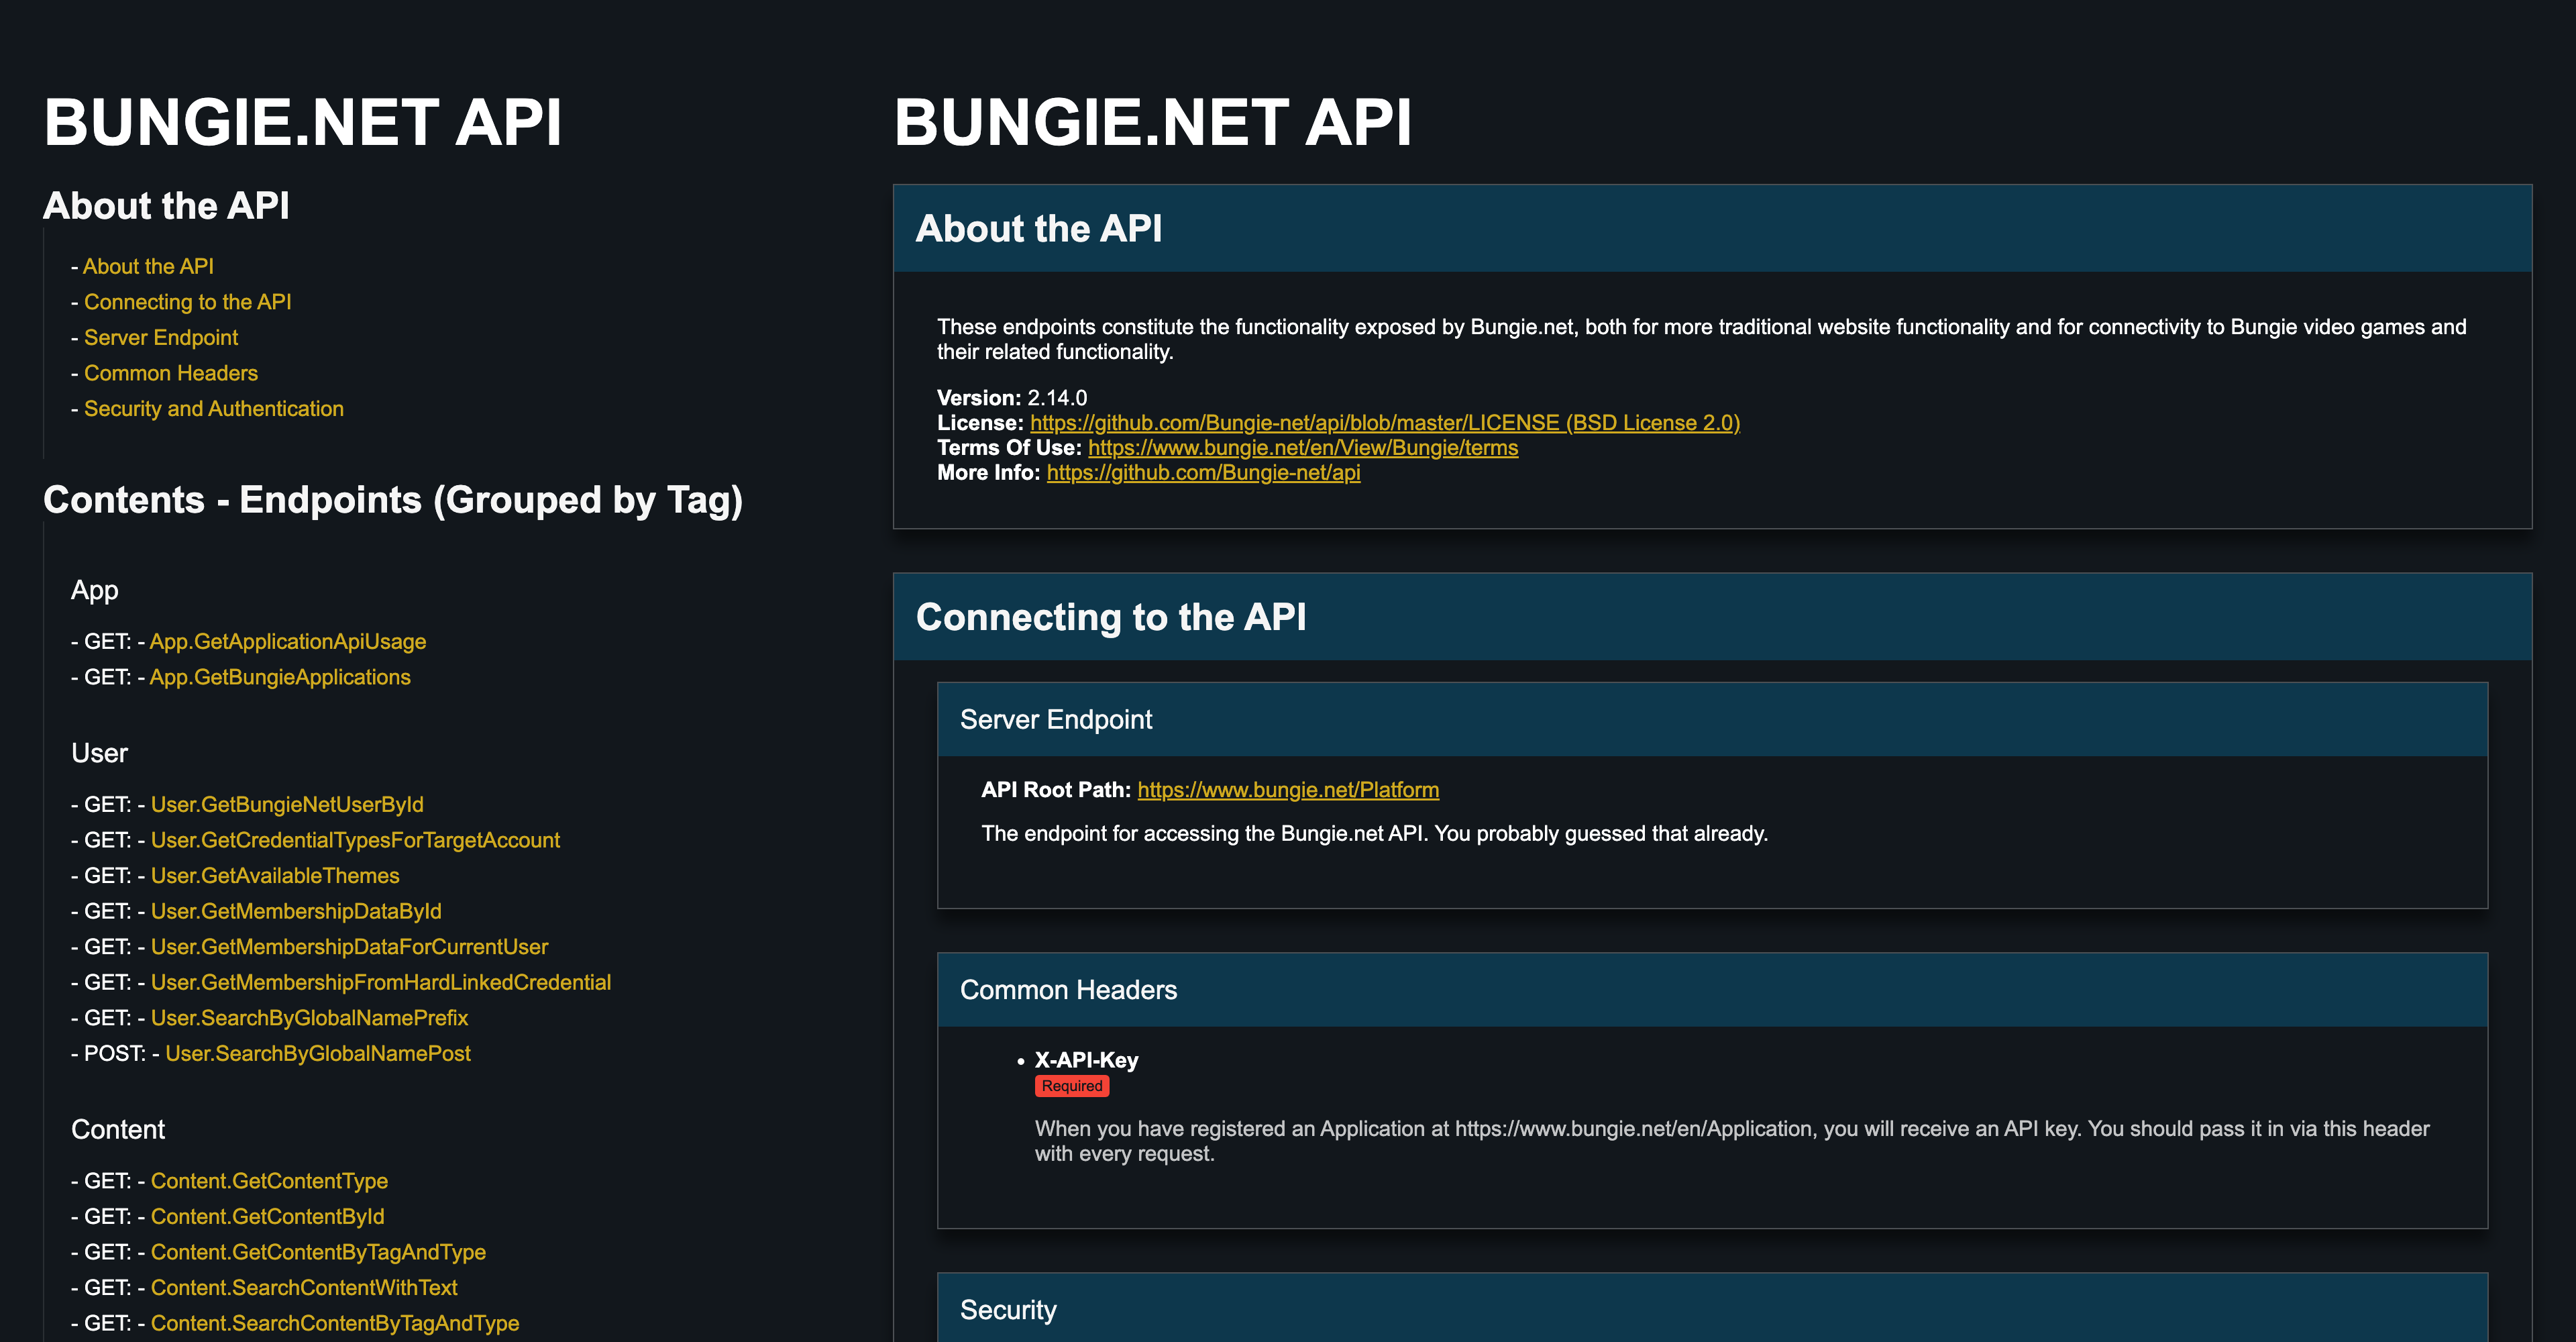 BUNGIE.NET API
About the API
- About the API
- Connecting to the API
- Server Endpoint
- Common Headers
- Security and Authentication
Contents - Endpoints (Grouped by Tag)
App
- GET: - App.GetApplicationApiUsage
- GET: - App.GetBungieApplications
User
- GET: - User.GetBungieNetUserById
- GET: - User.GetCredentialTypesForTargetAccount
- GET: - User.GetAvailableThemes
- GET: - User.GetMembershipDataById
- GET: - User.GetMembershipDataForCurrentUser
- GET: - User.GetMembershipFromHardLinkedCredential
- GET: - User.SearchByGlobalNamePrefix
- POST: - User.SearchByGlobalNamePost
Content
- GET: - Content.GetContentType
- GET: - Content.GetContentById
- GET: - Content.GetContentByTagAndType
- GET: - Content.SearchContentWithText
- GET: - Content.SearchContentByTagAndType
BUNGIE.NET API
About the API
These endpoints constitute the functionality exposed by Bungie.net, both for more traditional website functionality and for connectivity to Bungie video games and
their related functionality.
Version: 2.14.0
License: https://github.com/Bungie-net/api/blob/master/LICENSE (BSD License 2.0)
Terms Of Use: https://www.bungie.net/en/View/Bungie/terms
More Info: https://github.com/Bungie-net/api
Connecting to the API
Server Endpoint
API Root Path: https://www.bungie.net/Platform
The endpoint for accessing the Bungie.net API. You probably guessed that already.
Common Headers
• X-API-Key
Required
When you have registered an Application at https://www.bungie.net/en/Application, you will receive an API key. You should pass it in via this header
with every request.
Security